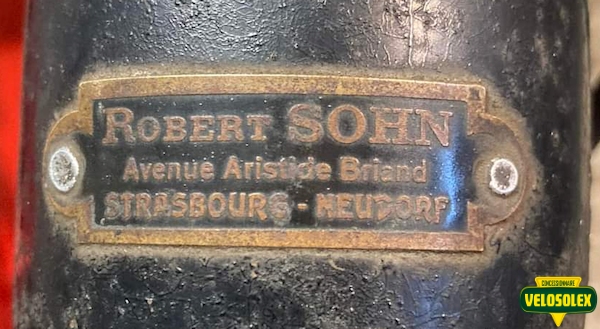 ROBERT SOHN
Avenue Aristide Briand
STRASBOURG - NEUDORF
CONCESSIONNAIRE
VELOSOLEX